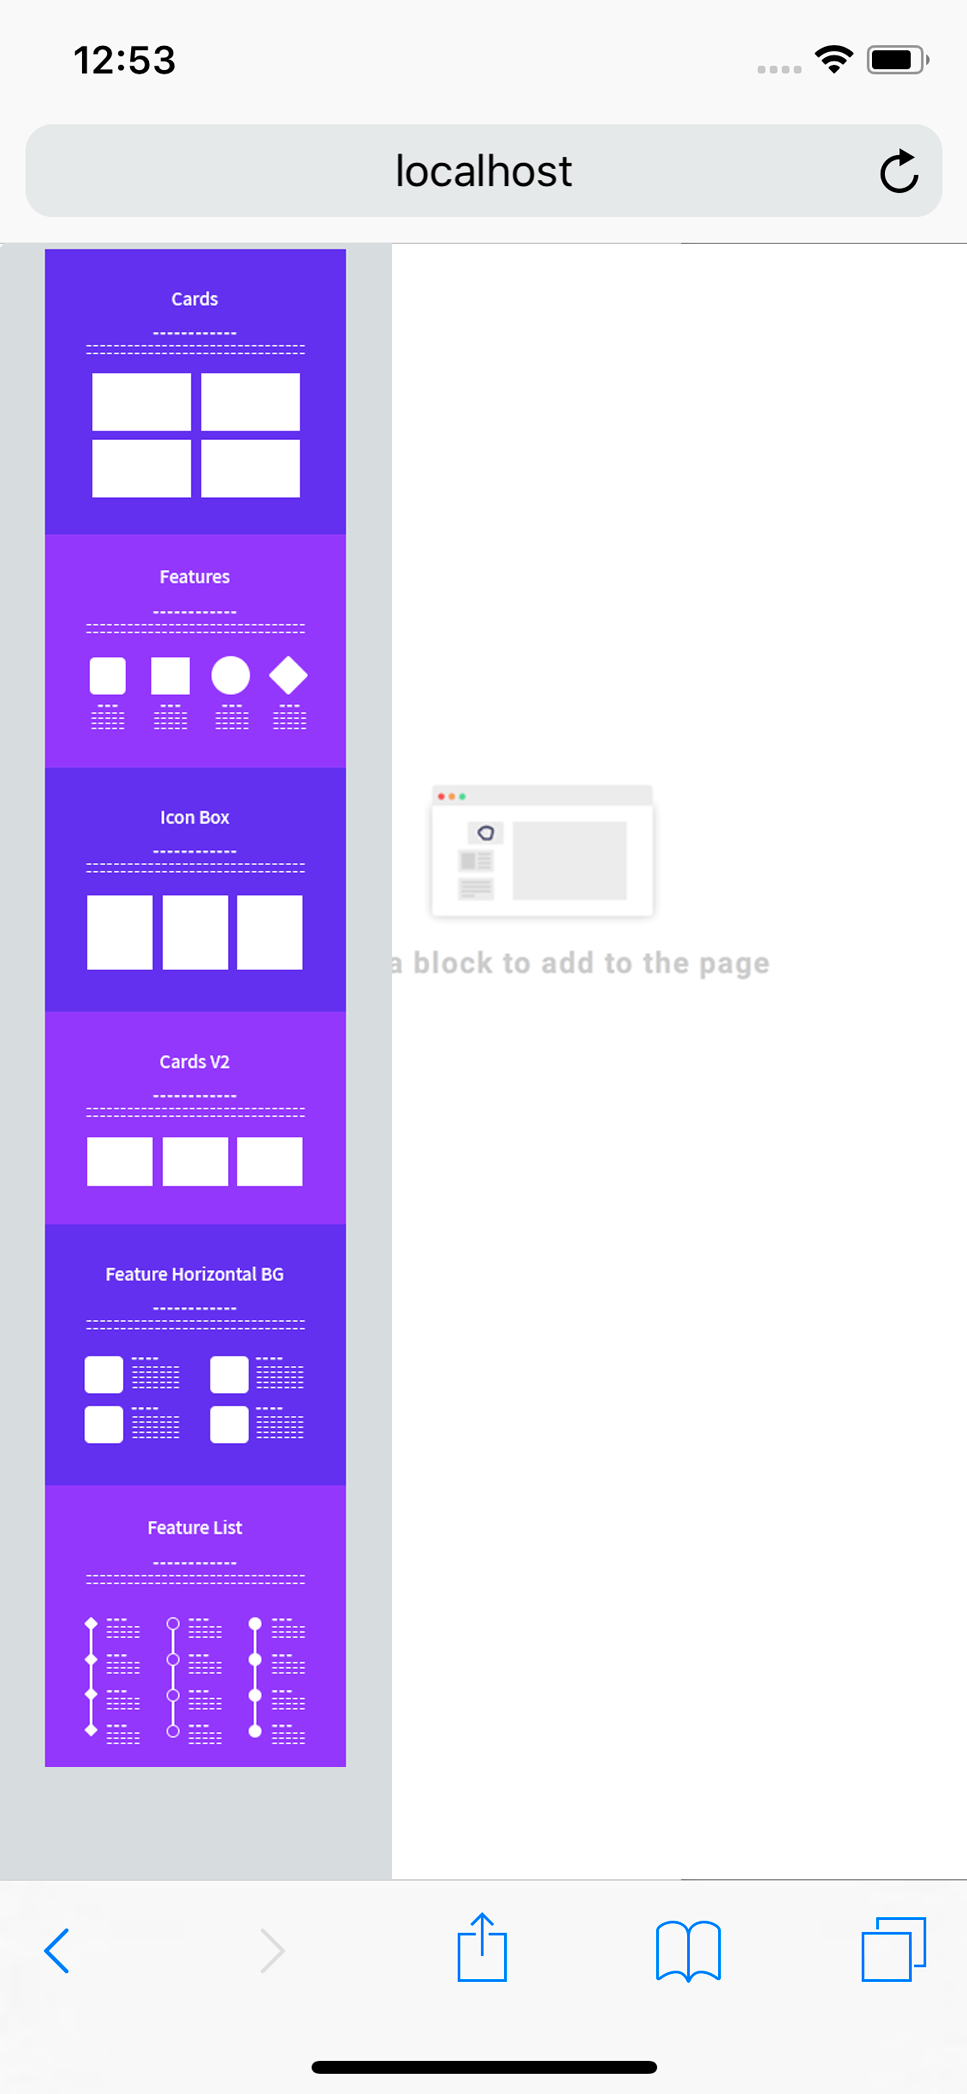 12:53
localhost
Cards
Features
Icon Box
a block to add to the page
Cards V2
Feature Horizontal BG
Feature List